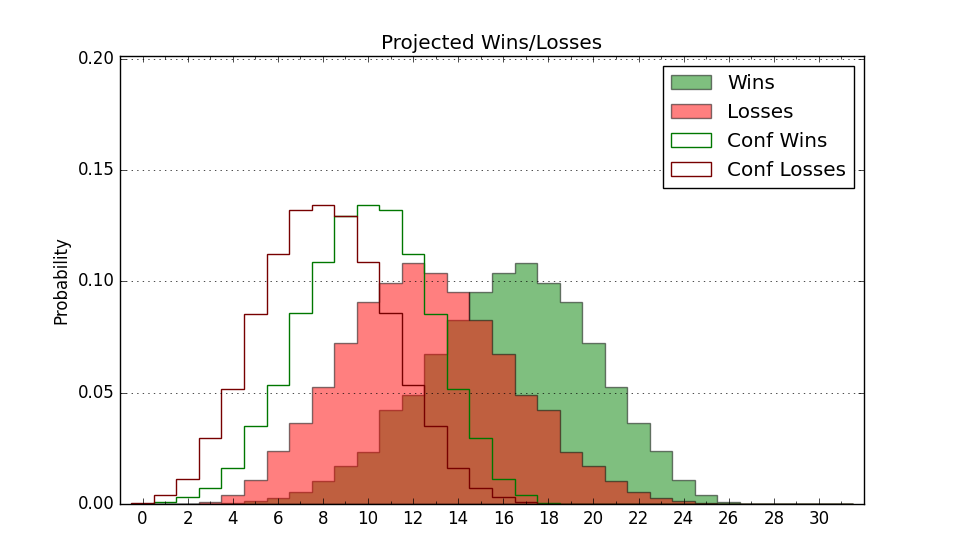 Projected Wins/Losses
0.20
0.15
0.10
0.05
0.00
Probability
Wins
Losses
Conf Wins
Conf Losses
0 2 4 6 8 10 12 14 16 18 20 22 24 26 28 30